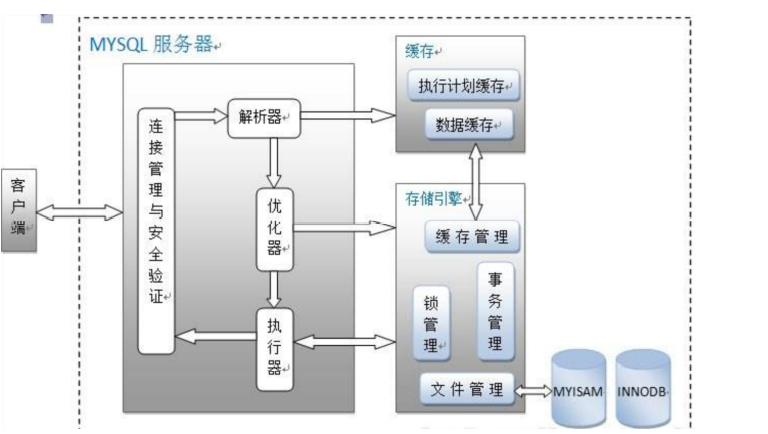 MYSQL 服务器
缓存
执行计划缓存
数据缓存
解析器
连接管理与安全验证
客户端
优化器
存储引擎
缓存管理
事务管理
锁管理
执行器
文件管理
MYISAM
INNODB